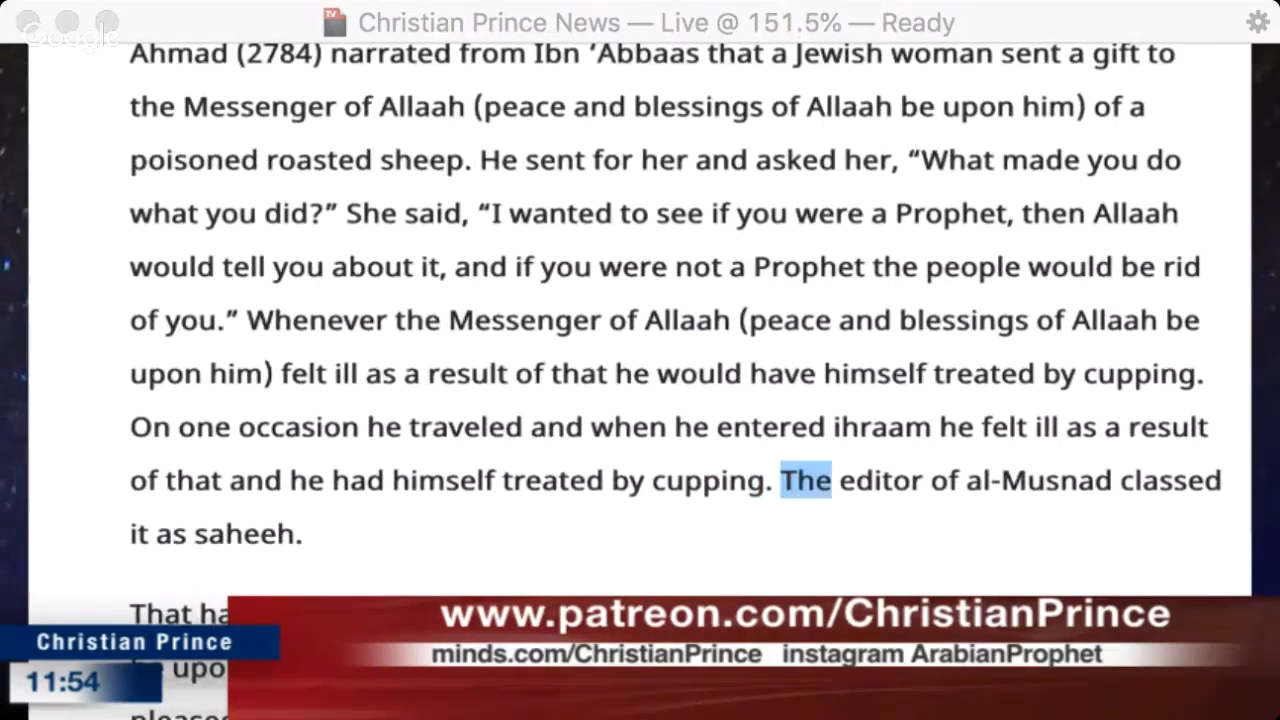 Christian Prince News — Live @ 151.5% — Ready
Google
Ahmad (2784) narrated from Ibn ‘Abbaas that a Jewish woman sent a gift to
the Messenger of Allaah (peace and blessings of Allaah be upon him) of a
poisoned roasted sheep. He sent for her and asked her, “What made you do
what you did?” She said, “I wanted to see if you were a Prophet, then Allaah
would tell you about it, and if you were not a Prophet the people would be rid
of you.” Whenever the Messenger of Allaah (peace and blessings of Allaah be
upon him) felt ill as a result of that he would have himself treated by cupping.
On one occasion he traveled and when he entered ihraam he felt ill as a result
of that and he had himself treated by cupping. The editor of al-Musnad classed
it as saheeh.
That ha
www.patreon.com/ChristianPrince
Christian Prince
minds.com/ChristianPrince instagram ArabianProphet
upo
11:54